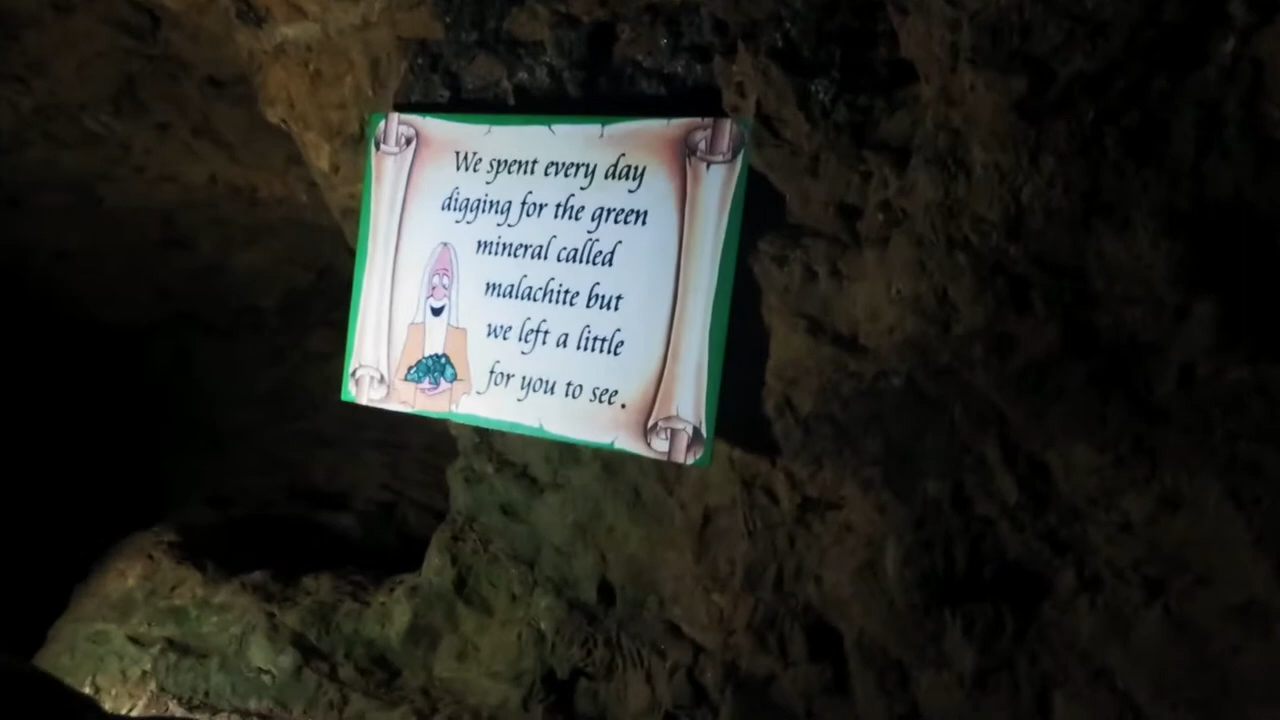 We spent every day
digging for the green
mineral called
malachite but
we left a little
for you to see.